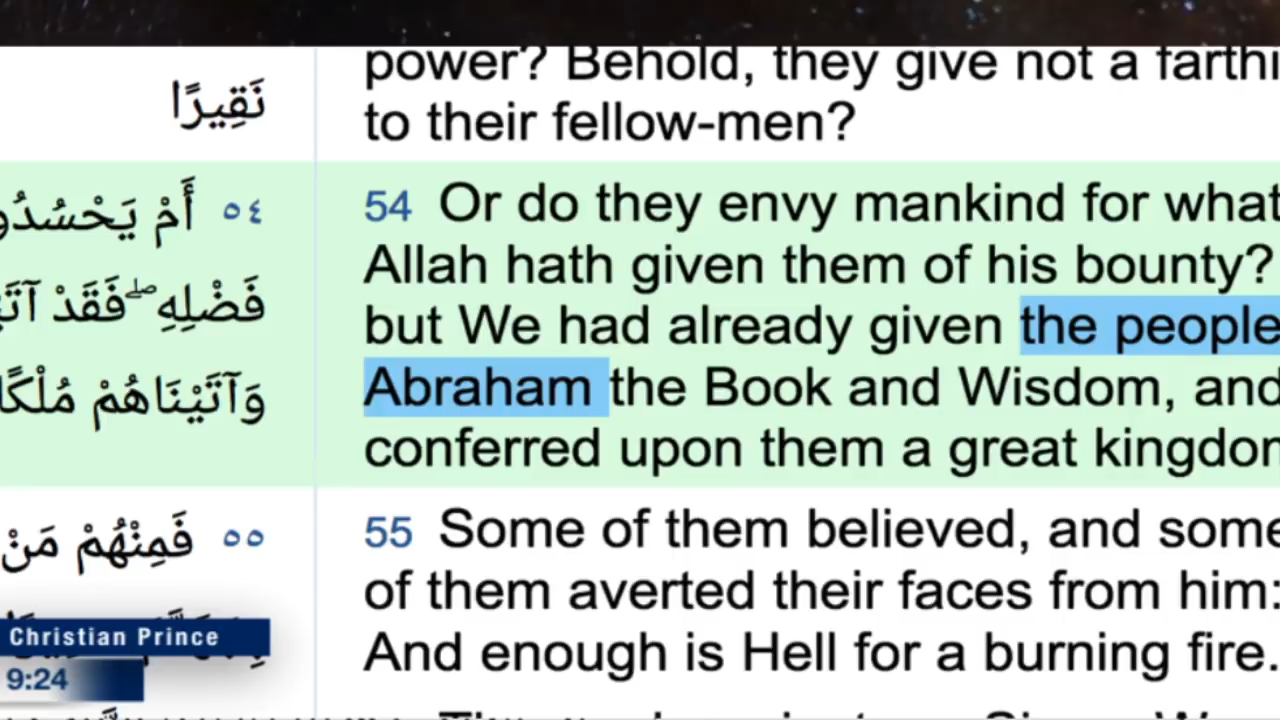 power? Behold, they give not a farthi
نَقِيرًا
to their fellow-men?
٥٤ أَمْ
54 Or do they envy mankind for what
Allah hath given them of his bounty?
فَضْلِهِ ۖ فَقَدْ
but We had already given the people
وَآتَيْنَاهُمْ
Abraham the Book and Wisdom, and
conferred upon them a great kingdom
٥٥ فَمِنْهُمْ مَنْ
55 Some of them believed, and some
of them averted their faces from him:
Christian Prince
And enough is Hell for a burning fire.
9:24